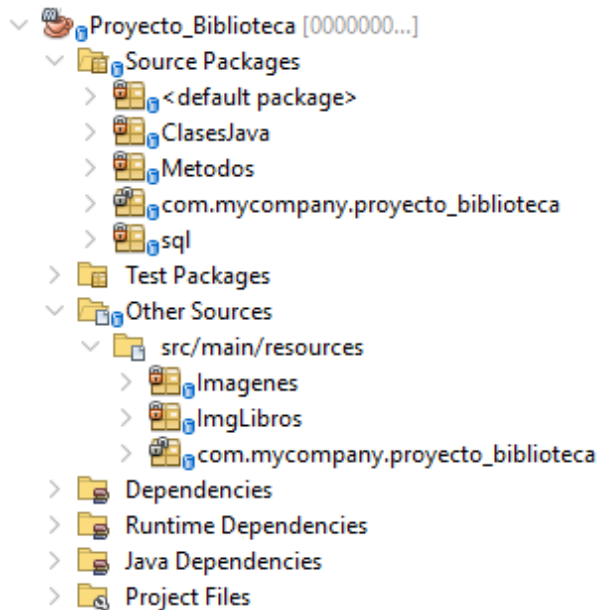 Proyecto_Biblioteca [0000000...]
Source Packages
<default package>
ClasesJava
Metodos
com.mycompany.proyecto_biblioteca
sql
Test Packages
Other Sources
src/main/resources
Imagenes
ImgLibros
com.mycompany.proyecto_biblioteca
Dependencies
Runtime Dependencies
Java Dependencies
Project Files